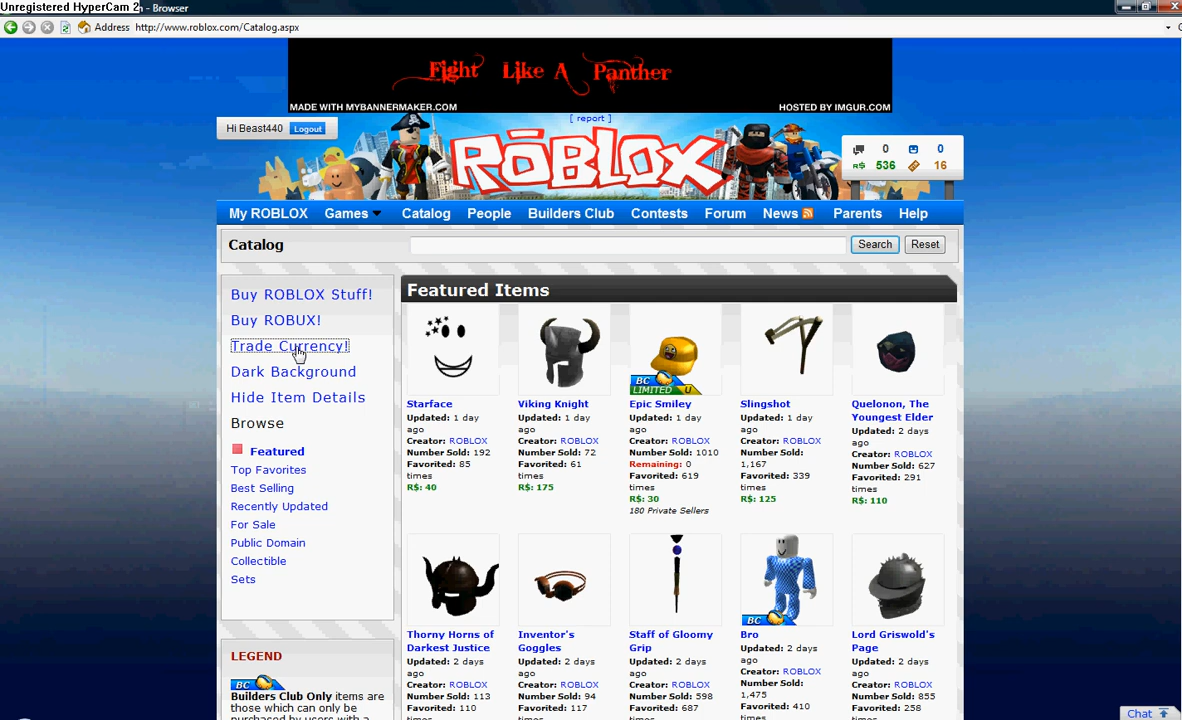 Unregistered HyperCam 2
n - Browser
Address http://www.roblox.com/Catalog.aspx
Fight Like A Panther
MADE WITH MYBANNERMAKER.COM HOSTED BY IMGUR.COM
[ report ]
Hi Beast440 Logout
ROBLOX
0 0
R$ 536 16
My ROBLOX Games Catalog People Builders Club Contests Forum News Parents Help
Catalog Search Reset
Buy ROBLOX Stuff!
Buy ROBUX!
Trade Currency!
Dark Background
Hide Item Details
Browse
Featured
Top Favorites
Best Selling
Recently Updated
For Sale
Public Domain
Collectible
Sets
LEGEND
BC
Builders Club Only items are
those which can only be
purchased by users with a
Featured Items
Starface
Updated: 1 day
ago
Creator: ROBLOX
Number Sold: 192
Favorited: 85
times
R$: 40
Viking Knight
Updated: 1 day
ago
Creator: ROBLOX
Number Sold: 72
Favorited: 61
times
R$: 175
BC
LIMITED U
Epic Smiley
Updated: 1 day
ago
Creator: ROBLOX
Number Sold: 1010
Remaining: 0
Favorited: 619
times
R$: 30
180 Private Sellers
Slingshot
Updated: 1 day
ago
Creator: ROBLOX
Number Sold:
1,167
Favorited: 339
times
R$: 125
Quelonon, The
Youngest Elder
Updated: 2 days
ago
Creator: ROBLOX
Number Sold: 627
Favorited: 291
times
R$: 110
Thorny Horns of
Darkest Justice
Updated: 2 days
ago
Creator: ROBLOX
Number Sold: 113
Favorited: 110
Inventor's
Goggles
Updated: 2 days
ago
Creator: ROBLOX
Number Sold: 94
Favorited: 117
Staff of Gloomy
Grip
Updated: 2 days
ago
Creator: ROBLOX
Number Sold: 598
Favorited: 687
BC
Bro
Updated: 2 days
ago
Creator: ROBLOX
Number Sold:
1,475
Favorited: 410
times
Lord Griswold's
Page
Updated: 2 days
ago
Creator: ROBLOX
Number Sold: 855
Favorited: 258
Chat